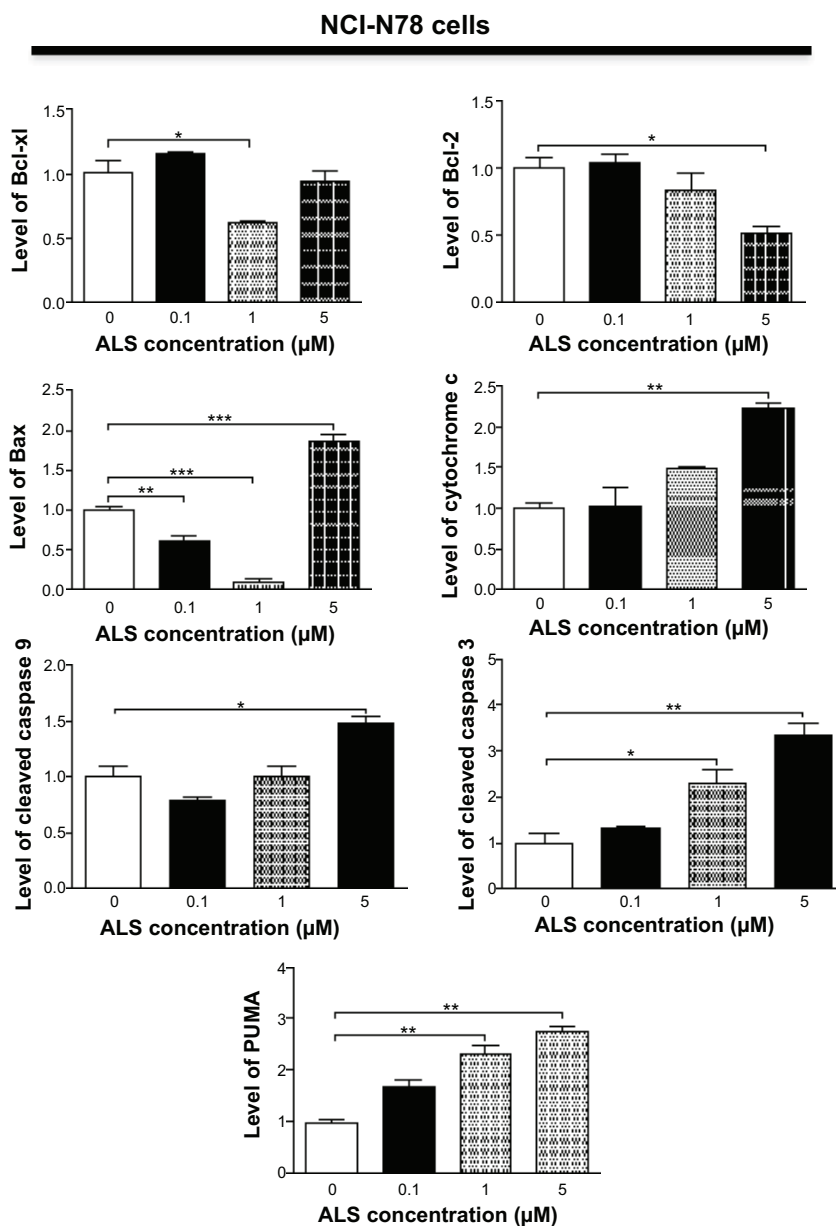 NCI-N78 cells
Level of Bcl-xl
1.5
1.0
0.5
0.0
*
0 0.1 1 5
ALS concentration (µM)
Level of Bcl-2
1.5
1.0
0.5
0.0
*
0 0.1 1 5
ALS concentration (µM)
Level of Bax
2.5
2.0
1.5
1.0
0.5
0.0
***
***
**
0 0.1 1 5
ALS concentration (µM)
Level of cytochrome c
2.5
2.0
1.5
1.0
0.5
0.0
**
0 0.1 1 5
ALS concentration (µM)
Level of cleaved caspase 9
2.0
1.5
1.0
0.5
0.0
*
0 0.1 1 5
ALS concentration (µM)
Level of cleaved caspase 3
5
4
3
2
1
0
**
*
0 0.1 1 5
ALS concentration (µM)
Level of PUMA
4
3
2
1
0
**
**
0 0.1 1 5
ALS concentration (µM)